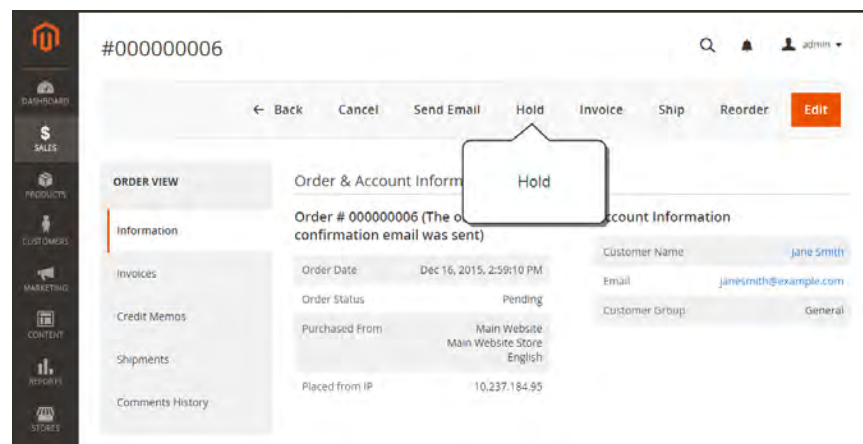 #000000006
admin
← Back Cancel Send Email Hold Invoice Ship Reorder Edit
Hold
DASHBOARD
SALES
PRODUCTS
CUSTOMERS
MARKETING
CONTENT
REPORTS
STORES
ORDER VIEW
Information
Invoices
Credit Memos
Shipments
Comments History
Order & Account Inform
Order # 000000006 (The o
confirmation email was sent)
Order Date Dec 16, 2015, 2:59:10 PM
Order Status Pending
Purchased From Main Website
Main Website Store
English
Placed from IP 10.237.184.95
ccount Information
Customer Name Jane Smith
Email janesmith@example.com
Customer Group General